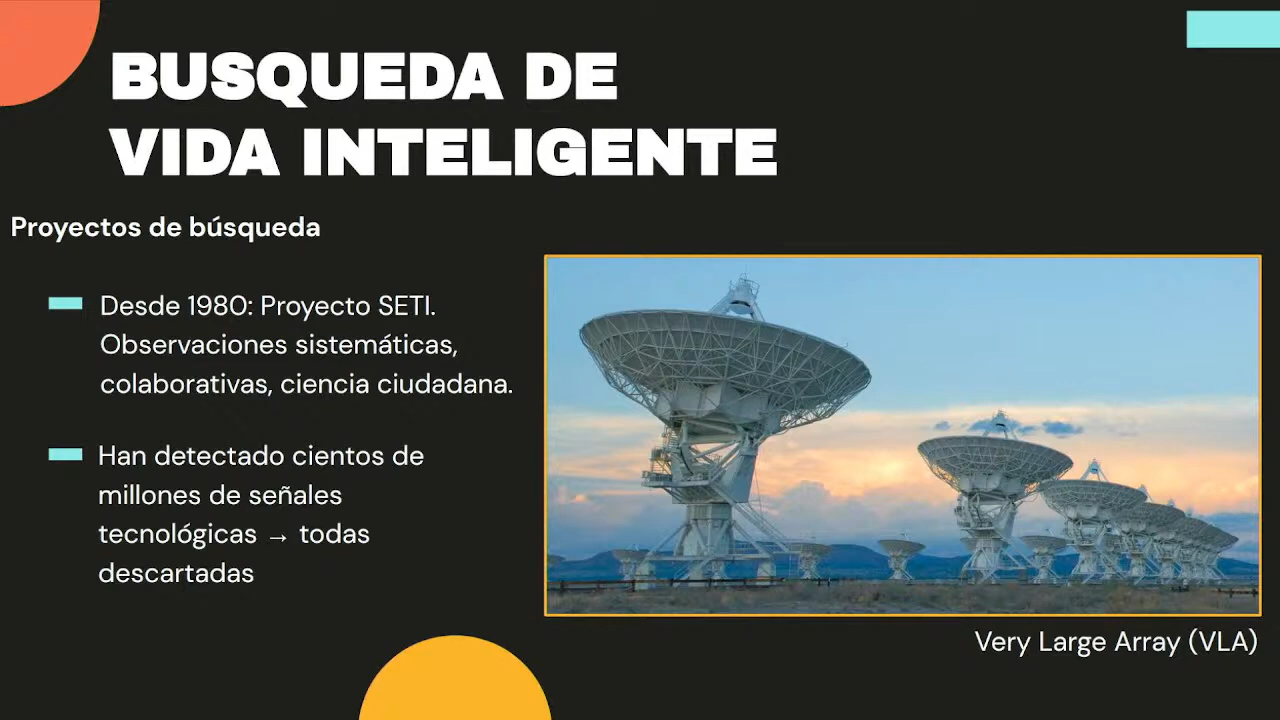 BUSQUEDA DE
VIDA INTELIGENTE
Proyectos de búsqueda
Desde 1980: Proyecto SETI.
Observaciones sistemáticas,
colaborativas, ciencia ciudadana.
Han detectado cientos de
millones de señales
tecnológicas → todas
descartadas
Very Large Array (VLA)